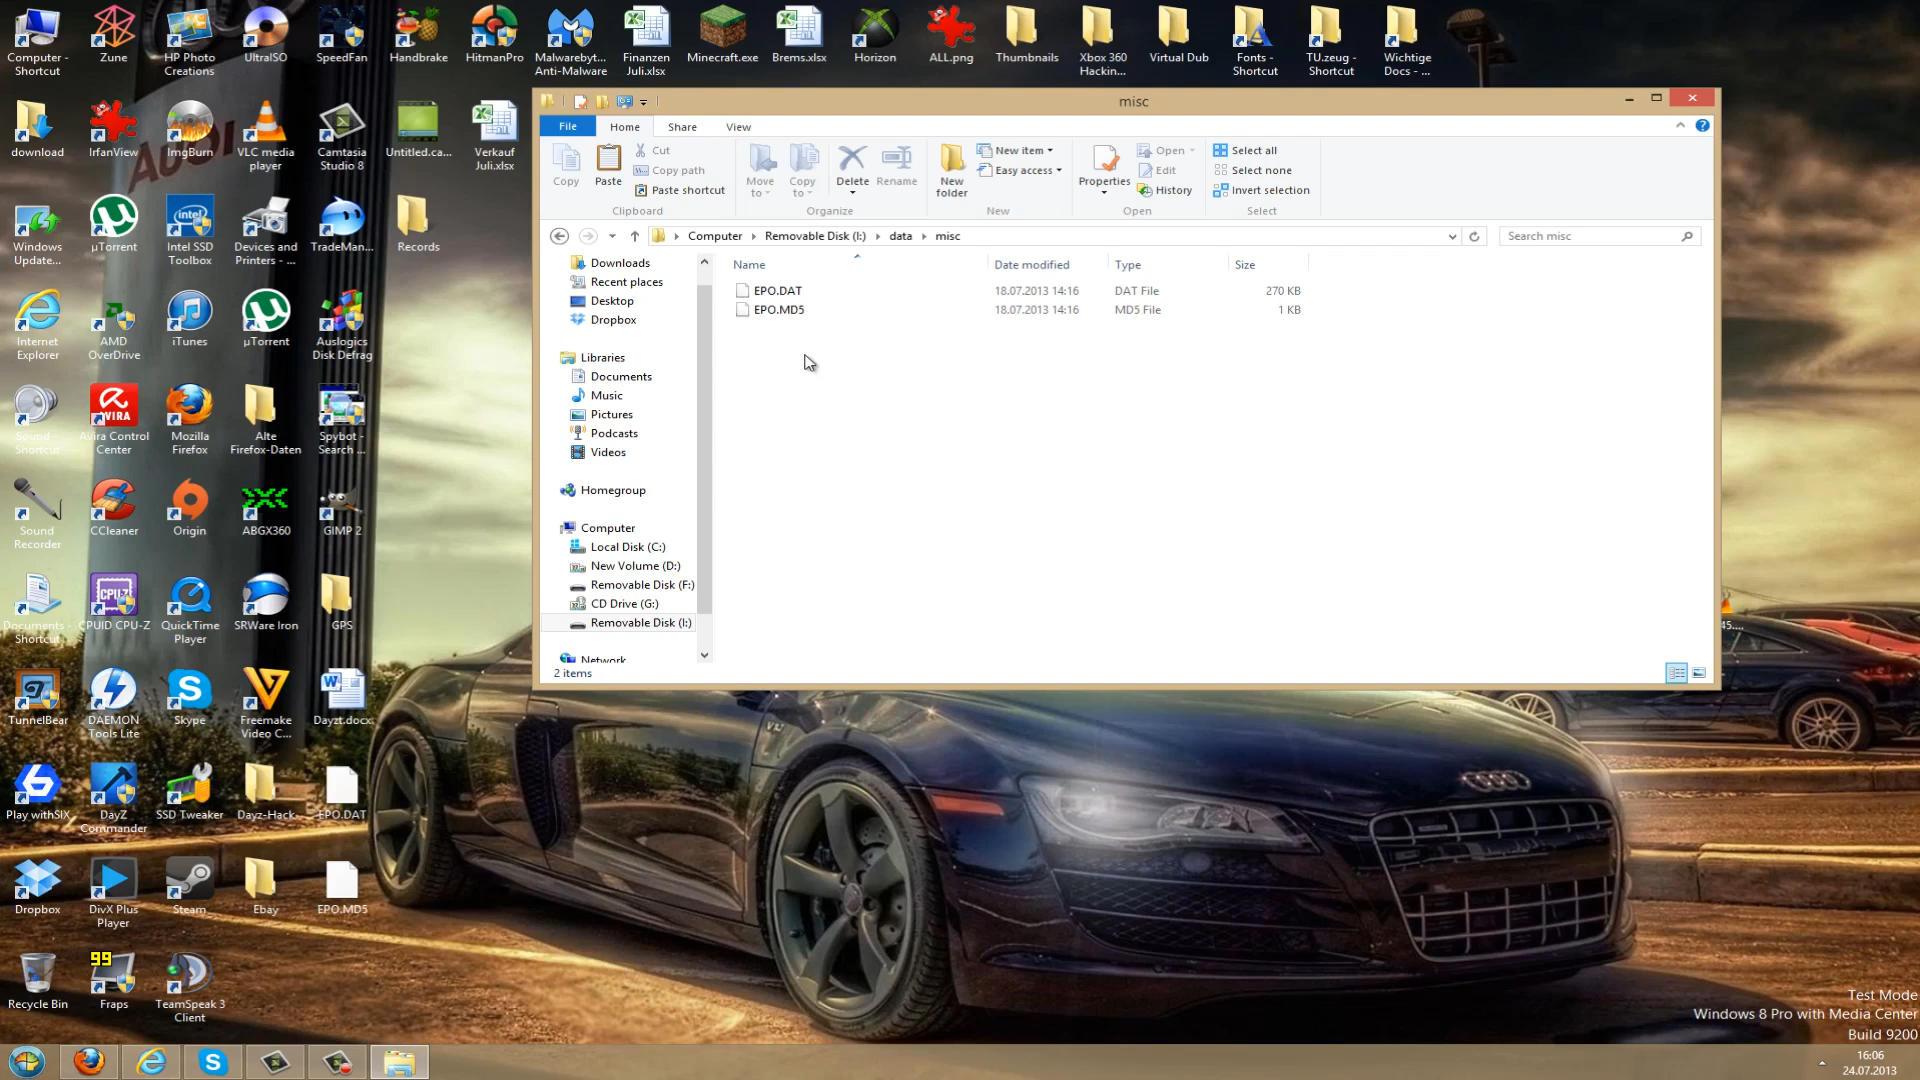 Computer - Shortcut
Zune
HP Photo Creations
UltraISO
SpeedFan
Handbrake
HitmanPro
Malwarebyt... Anti-Malware
Finanzen Juli.xlsx
Minecraft.exe
Brems.xlsx
Horizon
ALL.png
Thumbnails
Xbox 360 Hackin...
Virtual Dub
Fonts - Shortcut
TU.zeug - Shortcut
Wichtige Docs - ...
download
IrfanView
ImgBurn
VLC media player
Camtasia Studio 8
Untitled.ca...
Verkauf Juli.xlsx
Windows Update...
µTorrent
Intel SSD Toolbox
Devices and Printers - ...
TradeMan...
Records
Internet Explorer
AMD OverDrive
iTunes
µTorrent
Auslogics Disk Defrag
Sound - Shortcut
Avira Control Center
Mozilla Firefox
Alte Firefox-Daten
Spybot - Search ...
Sound Recorder
CCleaner
Origin
ABGX360
GIMP 2
Documents - Shortcut
CPUID CPU-Z
QuickTime Player
SRWare Iron
GPS
TunnelBear
DAEMON Tools Lite
Skype
Freemake Video C...
Dayzt.docx
Play withSIX
DayZ Commander
SSD Tweaker
Dayz-Hack
EPO.DAT
Dropbox
DivX Plus Player
Steam
Ebay
EPO.MD5
Recycle Bin
99
Fraps
TeamSpeak 3 Client
Audi
AVIRA
CPU-Z
intel
misc
File
Home
Share
View
Copy
Paste
Cut
Copy path
Paste shortcut
Clipboard
Move to
Copy to
Delete
Rename
Organize
New folder
New item
Easy access
New
Properties
Open
Edit
History
Open
Select all
Select none
Invert selection
Select
Computer
Removable Disk (I:)
data
misc
Search misc
Downloads
Recent places
Desktop
Dropbox
Libraries
Documents
Music
Pictures
Podcasts
Videos
Homegroup
Computer
Local Disk (C:)
New Volume (D:)
Removable Disk (F:)
CD Drive (G:)
Removable Disk (I:)
Network
Name
Date modified
Type
Size
EPO.DAT
18.07.2013 14:16
DAT File
270 KB
EPO.MD5
18.07.2013 14:16
MD5 File
1 KB
2 items
45....
Test Mode
Windows 8 Pro with Media Center
Build 9200
16:06
24.07.2013